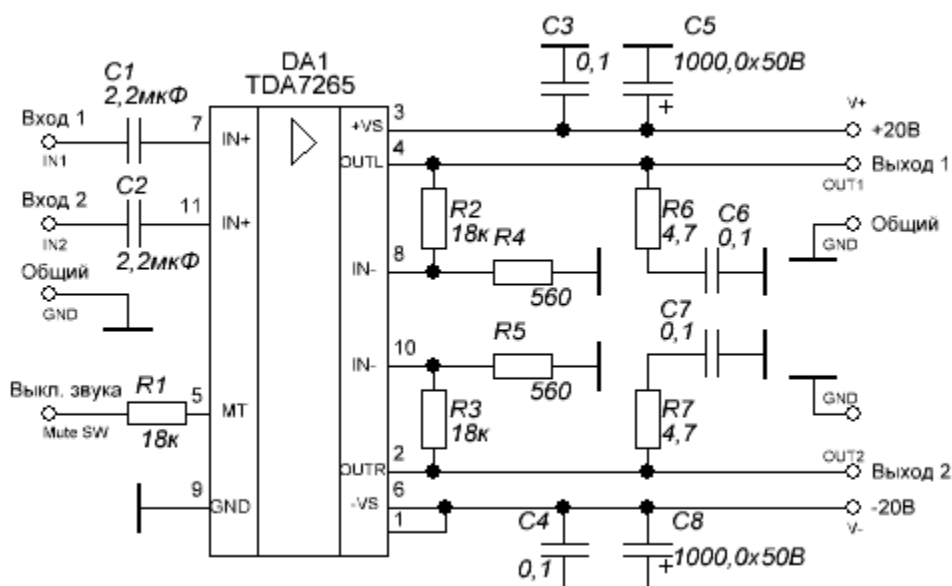 C3
C5
0,1
1000,0x50В
DA1
TDA7265
C1
2,2мкФ
V+
+20В
Вход 1
IN1
7
IN+
+VS
3
OUTL
4
Выход 1
OUT1
C2
Вход 2
IN2
11
IN+
2,2мкФ
R2
18к
R4
560
R6
4,7
C6
0,1
Общий
GND
Общий
GND
IN-
8
C7
0,1
IN-
10
R5
560
Выкл. звука
Mute SW
R1
18к
5
MT
R3
18к
R7
4,7
GND
OUTR
2
OUT2
Выход 2
9
GND
-VS
6
1
-20В
V-
C4
0,1
C8
1000,0x50В